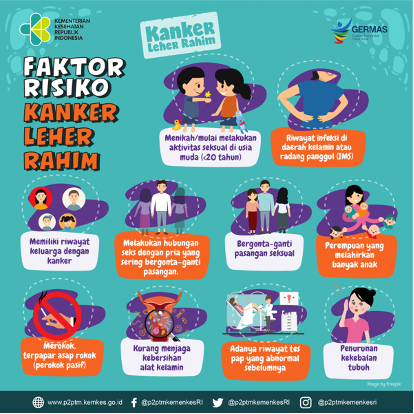 KEMENTERIAN
KESEHATAN
REPUBLIK
INDONESIA
Kanker
Leher Rahim
GERMAS
FAKTOR
RISIKO
KANKER
LEHER
RAHIM
Menikah/mulai melakukan
aktivitas seksual di usia
muda (<20 tahun)
Riwayat infeksi di
daerah kelamin atau
radang panggul (IMS)
Memiliki riwayat
keluarga dengan
kanker
Melakukan hubungan
seks dengan pria yang
sering bergonta-ganti
pasangan.
Bergonta-ganti
pasangan seksual
Perempuan yang
melahirkan
banyak anak
Merokok,
terpapar asap rokok
(perokok pasif)
Kurang menjaga
kebersihan
alat kelamin
Adanya riwayat tes
pap yang abnormal
sebelumnya
Penurunan
kekebalan
tubuh
Image by Freepik
www.p2ptm.kemkes.go.id
@p2ptmkemenkesRI
@p2ptmkemenkesRI
@p2ptmkemenkesRI